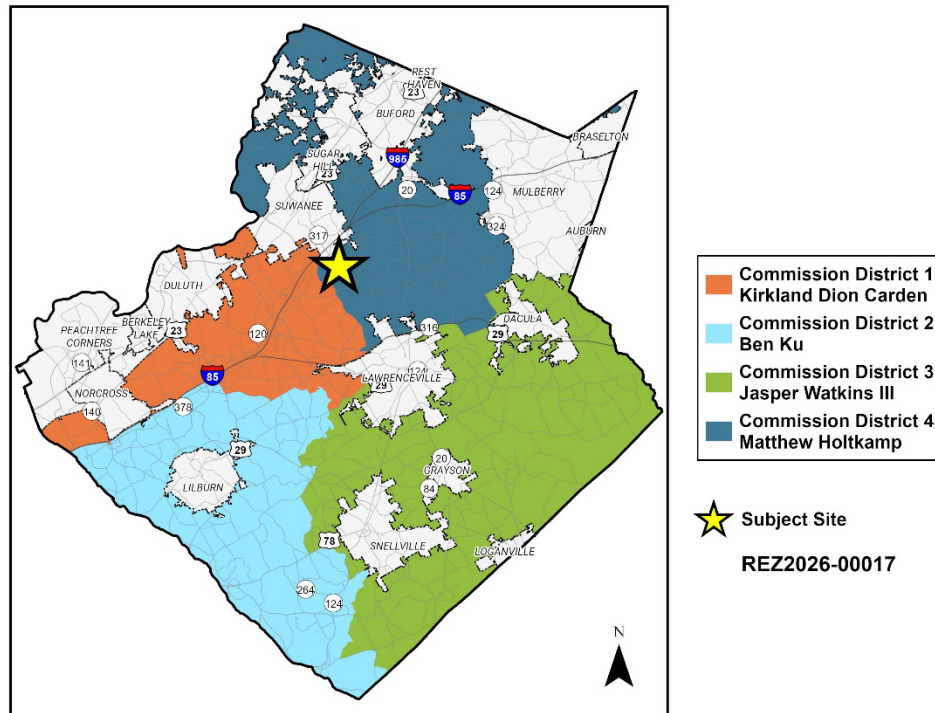 REST
HAVEN
23
BUFORD
BRASELTON
SUGAR
HILL
23
985
20
85
124
MULBERRY
SUWANEE
324
AUBURN
317
DULUTH
BERKELEY
LAKE
23
PEACHTREE
CORNERS
120
141
316
DACULA
29
124
29
LAWRENCEVILLE
85
NORCROSS
140
378
29
20
GRAYSON
84
LILBURN
78
SNELLVILLE
LOGANVILLE
264
124
N
Commission District 1
Kirkland Dion Carden
Commission District 2
Ben Ku
Commission District 3
Jasper Watkins III
Commission District 4
Matthew Holtkamp
Subject Site
REZ2026-00017